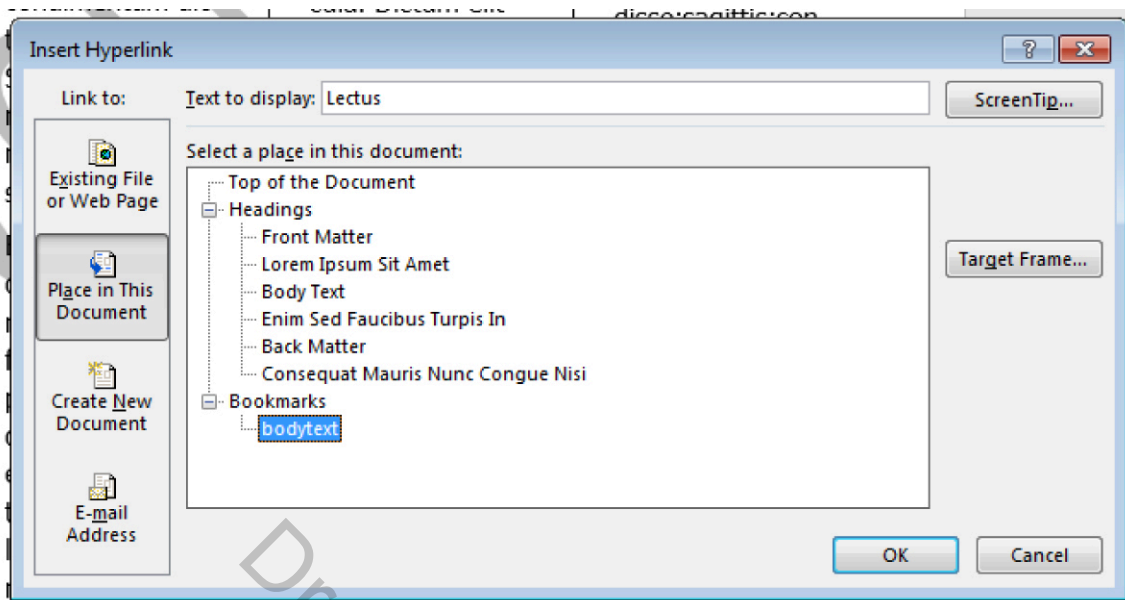 Insert Hyperlink
Link to:
Text to display: Lectus
ScreenTip...
Existing File
or Web Page
Place in This
Document
Create New
Document
E-mail
Address
Select a place in this document:
Top of the Document
Headings
Front Matter
Lorem Ipsum Sit Amet
Body Text
Enim Sed Faucibus Turpis In
Back Matter
Consequat Mauris Nunc Congue Nisi
Bookmarks
bodytext
Target Frame...
OK
Cancel